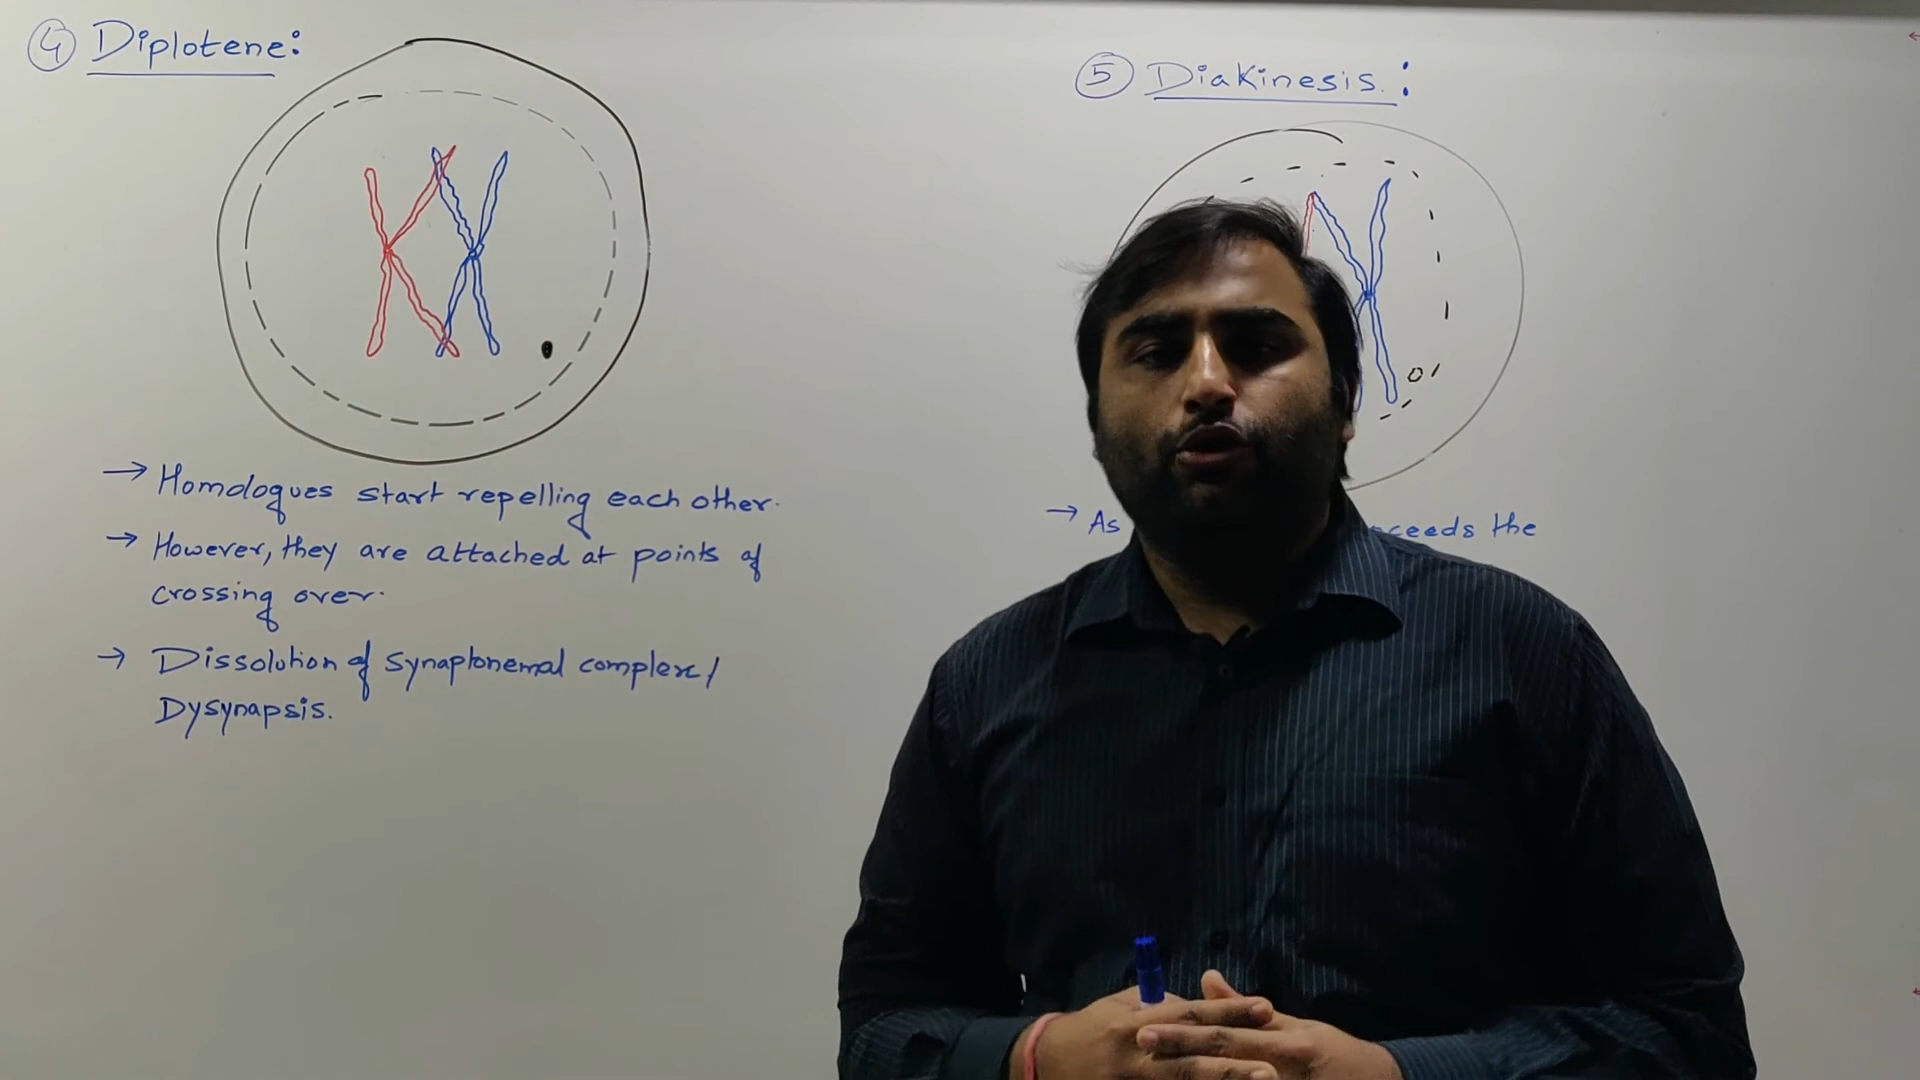 ④ Diplotene:
→ Homologues start repelling each other.
→ However, they are attached at points of
crossing over.
→ Dissolution of synaptonemal complex/
Dysynapsis.
⑤ Diakinesis:
→ As ceeds the